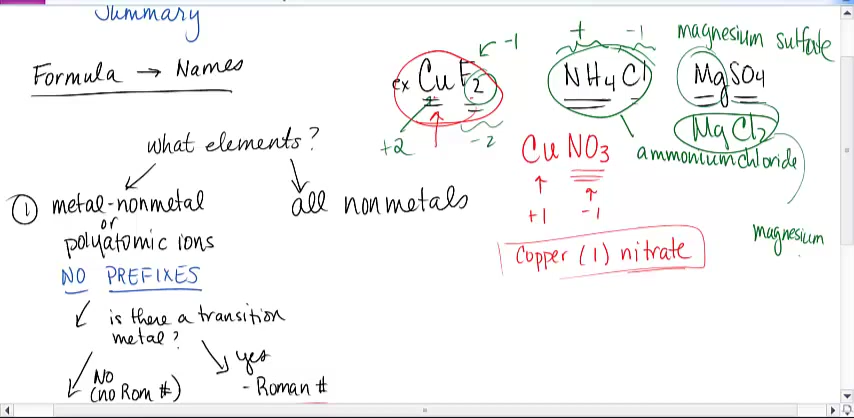 Summary
Formula → Names
what elements?
① metal-nonmetal
or
polyatomic ions
all nonmetals
NO PREFIXES
is there a transition
metal?
No
(no Rom #)
yes
- Roman #
ex CuF2
-1
+2
-2
NH4Cl
+ -1
ammonium chloride
magnesium sulfate
MgSO4
MgCl2
magnesium
CuNO3
+1 -1
Copper (1) nitrate